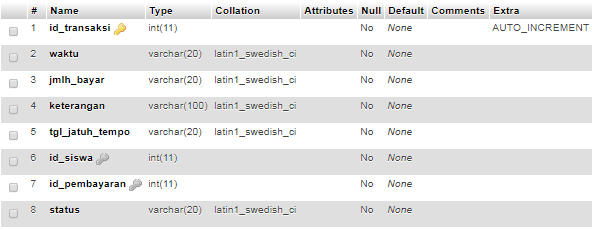 # Name Type Collation Attributes Null Default Comments Extra
1 id_transaksi int(11) No None AUTO_INCREMENT
2 waktu varchar(20) latin1_swedish_ci No None
3 jmlh_bayar varchar(20) latin1_swedish_ci No None
4 keterangan varchar(100) latin1_swedish_ci No None
5 tgl_jatuh_tempo varchar(20) latin1_swedish_ci No None
6 id_siswa int(11) No None
7 id_pembayaran int(11) No None
8 status varchar(20) latin1_swedish_ci No None